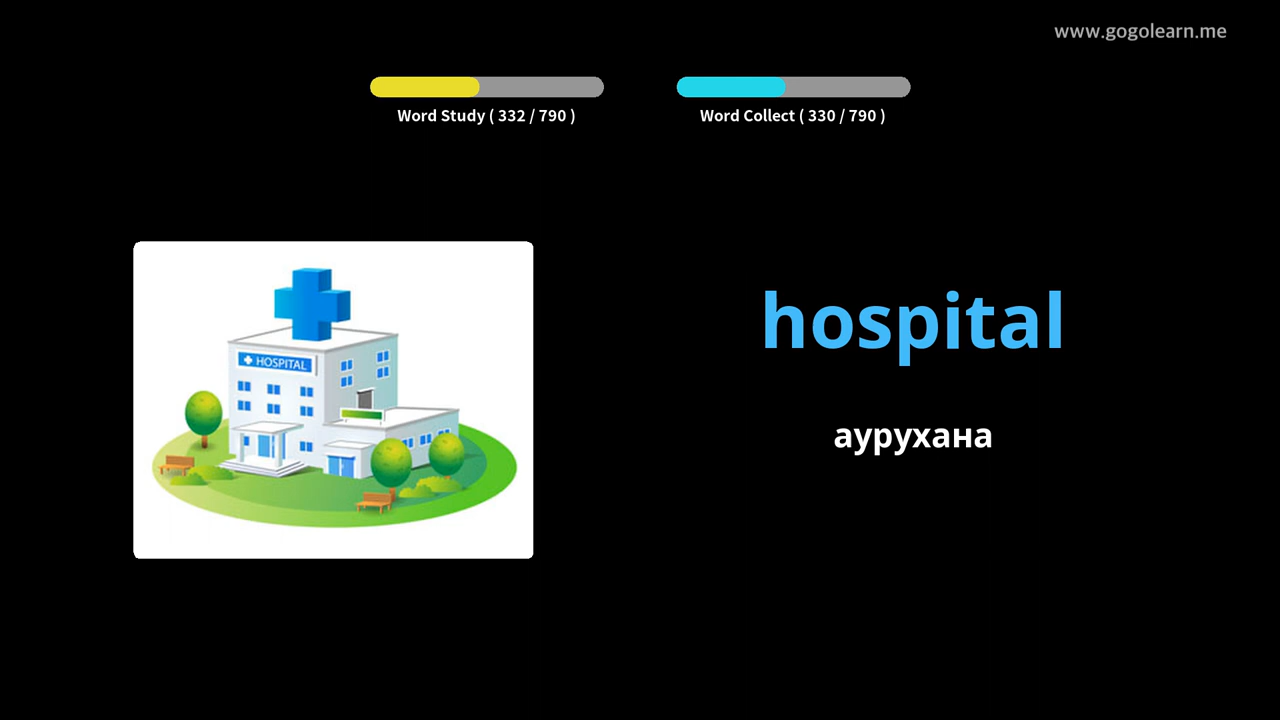 www.gogolearn.me
Word Study ( 332 / 790 )
Word Collect ( 330 / 790 )
HOSPITAL
hospital
аурухана